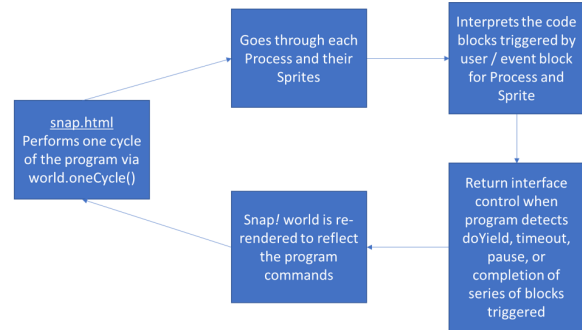 snap.html
Performs one cycle
of the program via
world.oneCycle()
Goes through each
Process and their
Sprites
Interprets the code
blocks triggered by
user / event block
for Process and
Sprite
Return interface
control when
program detects
doYield, timeout,
pause, or
completion of
series of blocks
triggered
Snap! world is re-
rendered to reflect
the program
commands